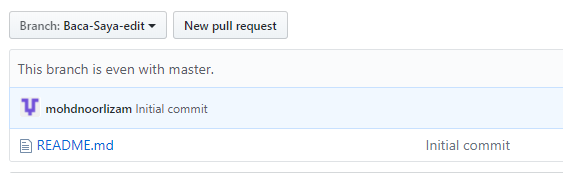 Branch: Baca-Saya-edit New pull request
This branch is even with master.
mohdnoorlizam Initial commit
README.md Initial commit